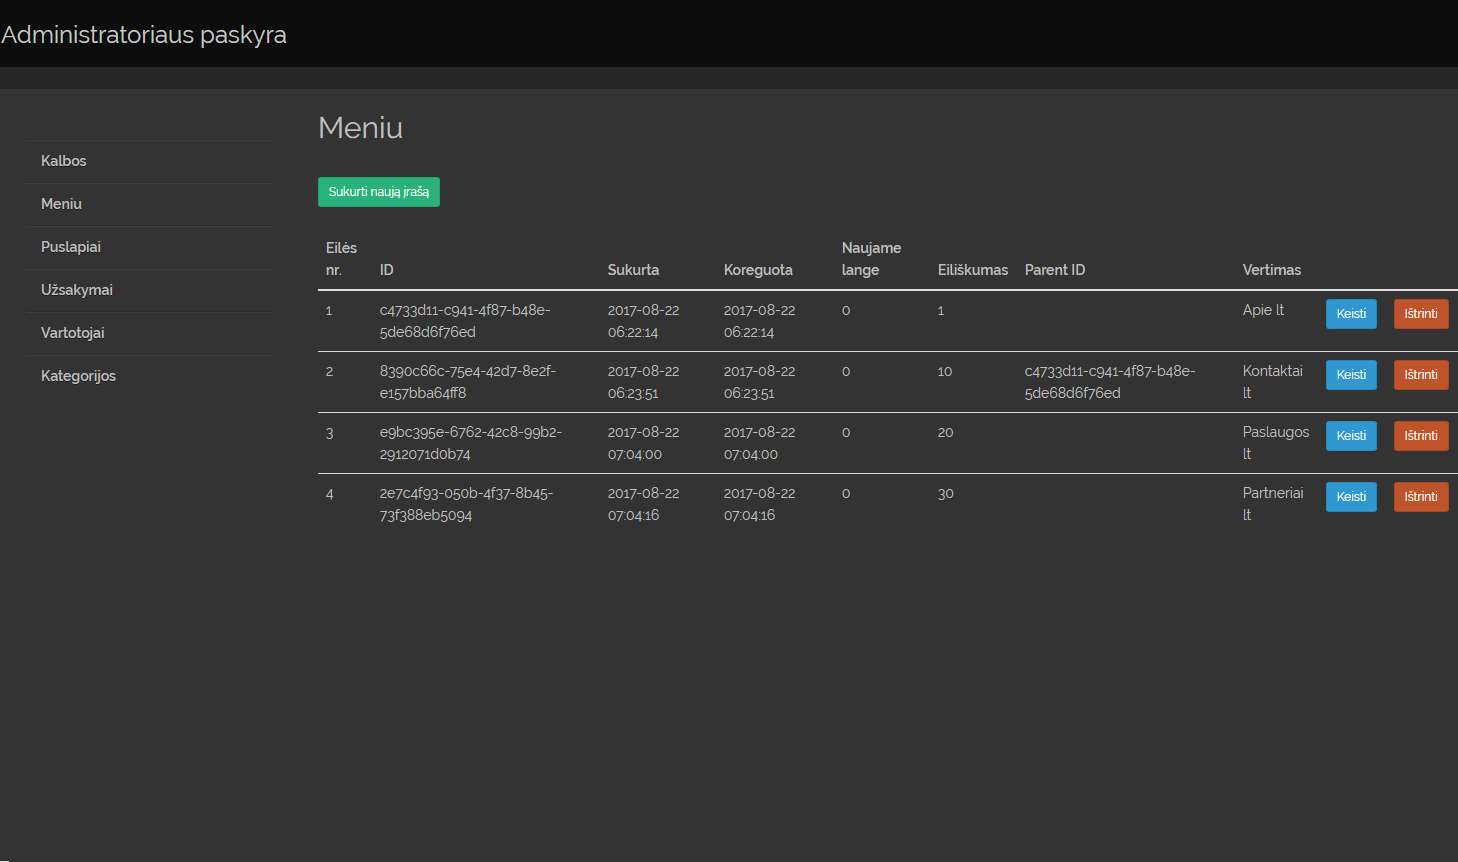 Administratoriaus paskyra
Kalbos
Meniu
Puslapiai
Užsakymai
Vartotojai
Kategorijos
Meniu
Sukurti naują įrašą
Eilės nr. ID Sukurta Koreguota Naujame lange Eiliškumas Parent ID Vertimas
1 c4733d11-c941-4f87-b48e- 2017-08-22 2017-08-22 0 1 Apie lt Keisti Ištrinti
5de68d6f76ed 06:22:14 06:22:14
2 8390c66c-75e4-42d7-8e2f- 2017-08-22 2017-08-22 0 10 c4733d11-c941-4f87-b48e- Kontaktai Keisti Ištrinti
e157bba64ff8 06:23:51 06:23:51 5de68d6f76ed lt
3 e9bc395e-6762-42c8-99b2- 2017-08-22 2017-08-22 0 20 Paslaugos Keisti Ištrinti
2912071d0b74 07:04:00 07:04:00 lt
4 2e7c4f93-050b-4f37-8b45- 2017-08-22 2017-08-22 0 30 Partneriai Keisti Ištrinti
73f388eb5094 07:04:16 07:04:16 lt